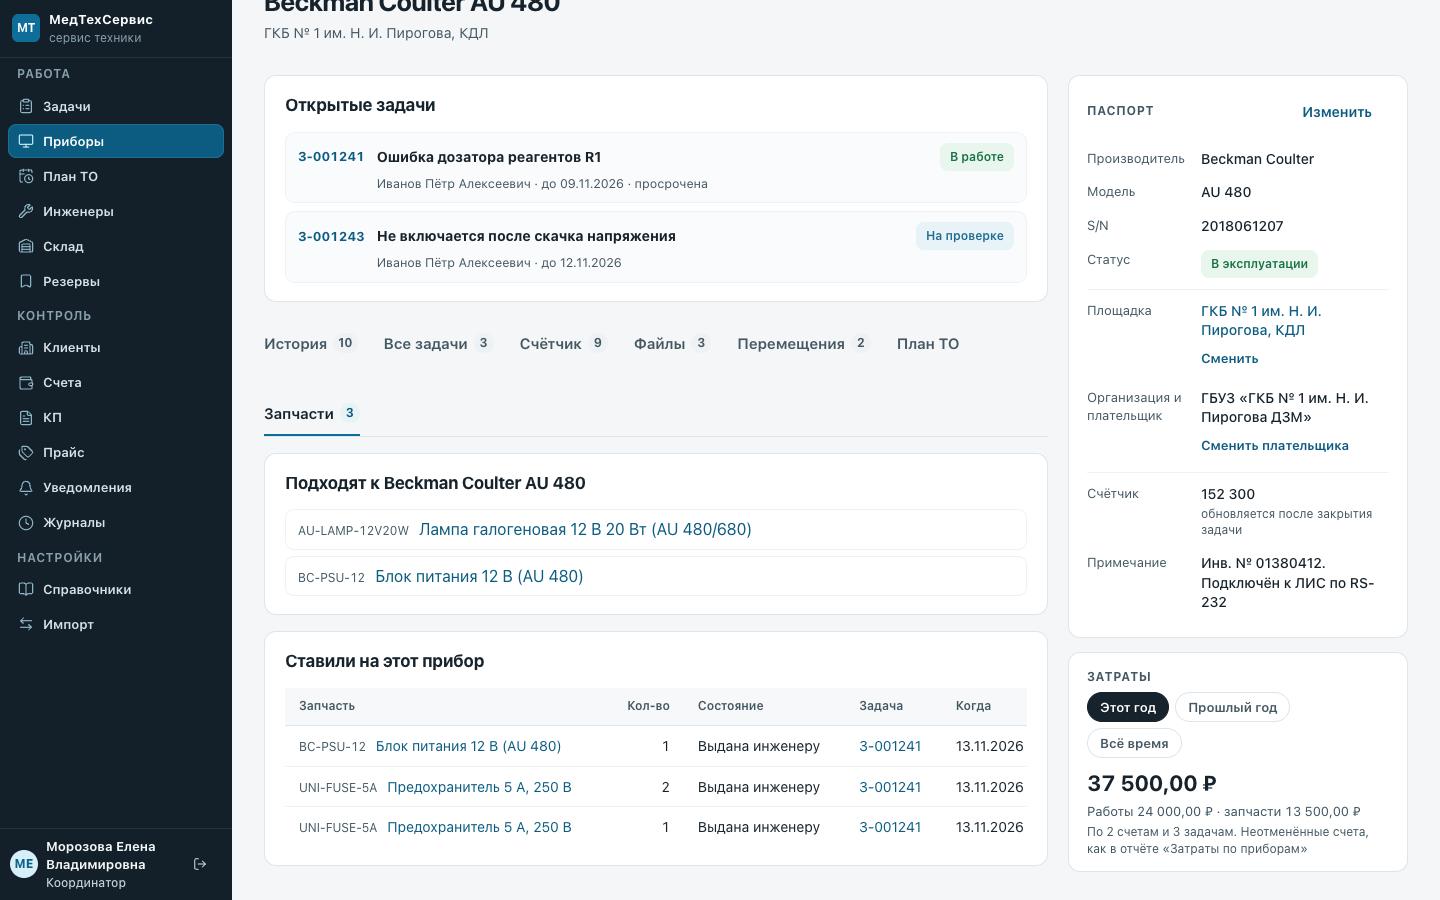 МТ
МедТехСервис
сервис техники
РАБОТА
Задачи
Приборы
План ТО
Инженеры
Склад
Резервы
КОНТРОЛЬ
Клиенты
Счета
КП
Прайс
Уведомления
Журналы
НАСТРОЙКИ
Справочники
Импорт
МЕ
Морозова Елена
Владимировна
Координатор
Beckman Coulter AU 480
ГКБ № 1 им. Н. И. Пирогова, КДЛ
Открытые задачи
З-001241 Ошибка дозатора реагентов R1 В работе
Иванов Пётр Алексеевич · до 09.11.2026 · просрочена
З-001243 Не включается после скачка напряжения На проверке
Иванов Пётр Алексеевич · до 12.11.2026
История 10 Все задачи 3 Счётчик 9 Файлы 3 Перемещения 2 План ТО
Запчасти 3
Подходят к Beckman Coulter AU 480
AU-LAMP-12V20W Лампа галогеновая 12 В 20 Вт (AU 480/680)
BC-PSU-12 Блок питания 12 В (AU 480)
Ставили на этот прибор
Запчасть Кол-во Состояние Задача Когда
BC-PSU-12 Блок питания 12 В (AU 480) 1 Выдана инженеру З-001241 13.11.2026
UNI-FUSE-5A Предохранитель 5 А, 250 В 2 Выдана инженеру З-001241 13.11.2026
UNI-FUSE-5A Предохранитель 5 А, 250 В 1 Выдана инженеру З-001241 13.11.2026
ПАСПОРТ Изменить
Производитель Beckman Coulter
Модель AU 480
S/N 2018061207
Статус В эксплуатации
Площадка ГКБ № 1 им. Н. И.
Пирогова, КДЛ
Сменить
Организация и ГБУЗ «ГКБ № 1 им. Н. И.
плательщик Пирогова ДЗМ»
Сменить плательщика
Счётчик 152 300
обновляется после закрытия
задачи
Примечание Инв. № 01380412.
Подключён к ЛИС по RS-
232
ЗАТРАТЫ
Этот год Прошлый год
Всё время
37 500,00 ₽
Работы 24 000,00 ₽ · запчасти 13 500,00 ₽
По 2 счетам и 3 задачам. Неотменённые счета,
как в отчёте «Затраты по приборам»